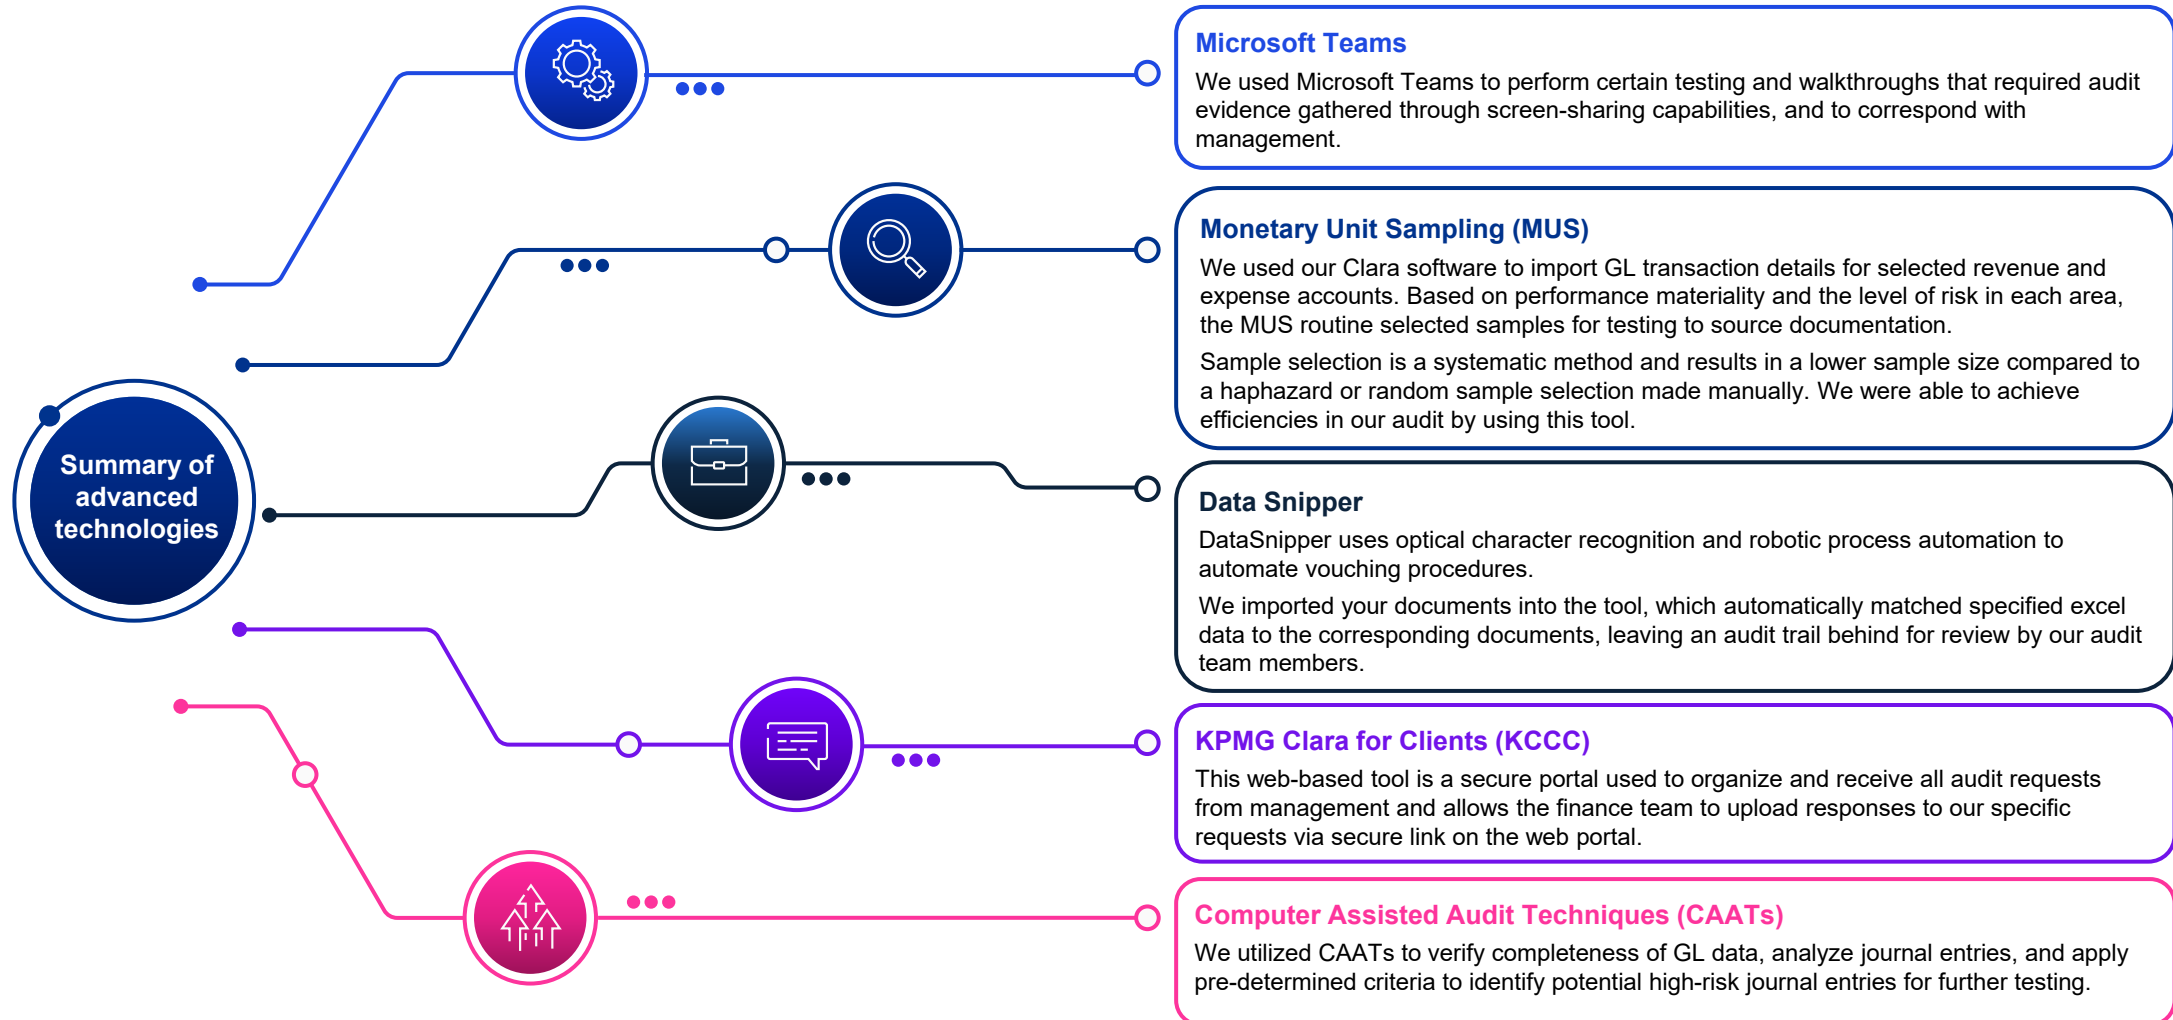 Summary of
advanced
technologies
Microsoft Teams
We used Microsoft Teams to perform certain testing and walkthroughs that required audit
evidence gathered through screen-sharing capabilities, and to correspond with
management.
Monetary Unit Sampling (MUS)
We used our Clara software to import GL transaction details for selected revenue and
expense accounts. Based on performance materiality and the level of risk in each area,
the MUS routine selected samples for testing to source documentation.
Sample selection is a systematic method and results in a lower sample size compared to
a haphazard or random sample selection made manually. We were able to achieve
efficiencies in our audit by using this tool.
Data Snipper
DataSnipper uses optical character recognition and robotic process automation to
automate vouching procedures.
We imported your documents into the tool, which automatically matched specified excel
data to the corresponding documents, leaving an audit trail behind for review by our audit
team members.
KPMG Clara for Clients (KCCC)
This web-based tool is a secure portal used to organize and receive all audit requests
from management and allows the finance team to upload responses to our specific
requests via secure link on the web portal.
Computer Assisted Audit Techniques (CAATs)
We utilized CAATs to verify completeness of GL data, analyze journal entries, and apply
pre-determined criteria to identify potential high-risk journal entries for further testing.